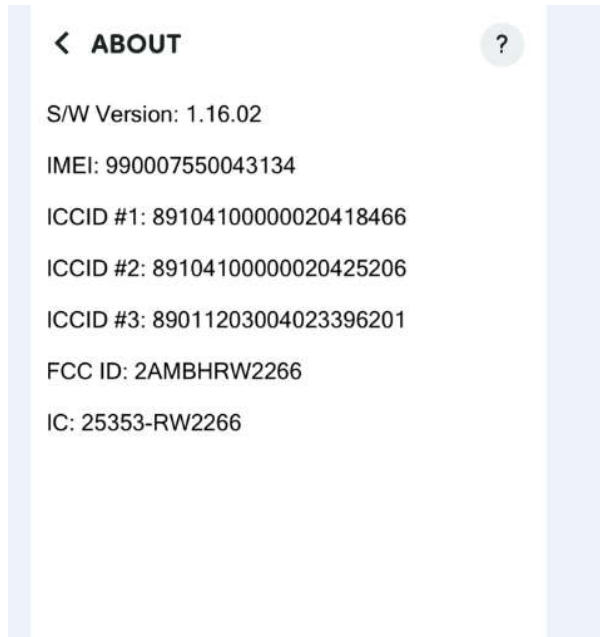 < ABOUT
?
S/W Version: 1.16.02
IMEI: 990007550043134
ICCID #1: 89104100000020418466
ICCID #2: 89104100000020425206
ICCID #3: 89011203004023396201
FCC ID: 2AMBHRW2266
IC: 25353-RW2266